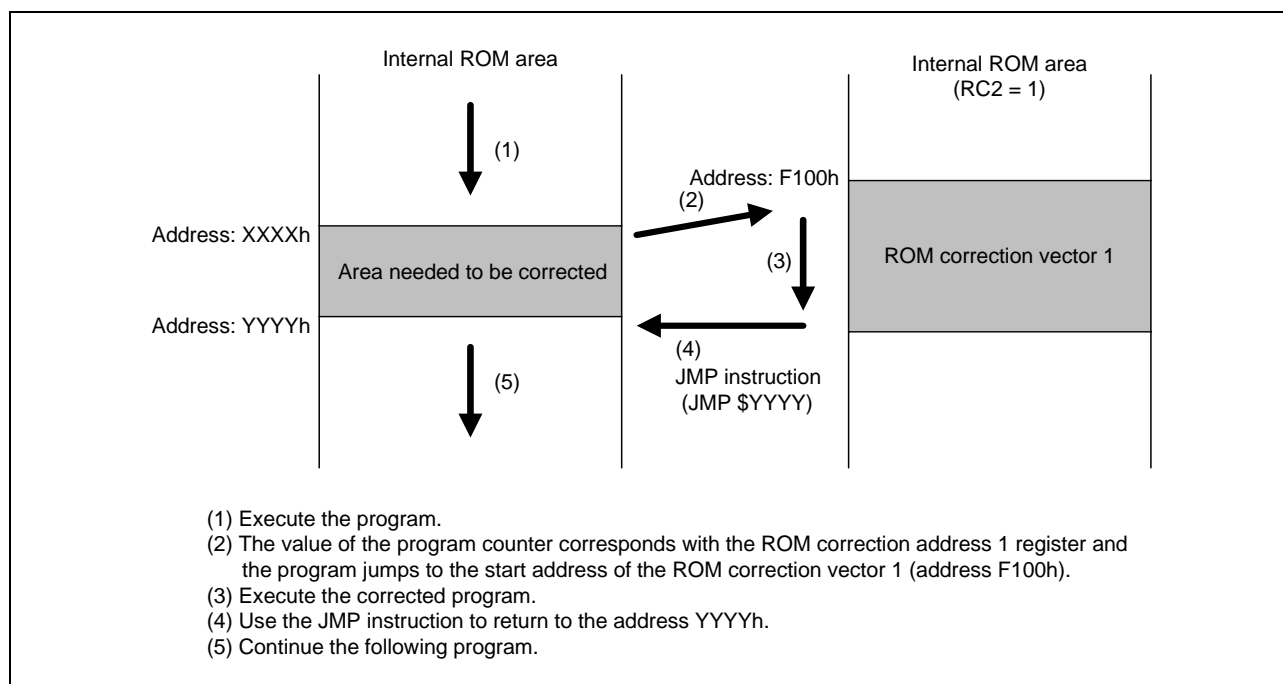 Internal ROM area
Internal ROM area
(RC2 = 1)
(1)
Address: F100h
(2)
Address: XXXXh
Area needed to be corrected
(3)
ROM correction vector 1
Address: YYYYh
(4)
JMP instruction
(JMP $YYYY)
(5)
(1) Execute the program.
(2) The value of the program counter corresponds with the ROM correction address 1 register and
the program jumps to the start address of the ROM correction vector 1 (address F100h).
(3) Execute the corrected program.
(4) Use the JMP instruction to return to the address YYYYh.
(5) Continue the following program.